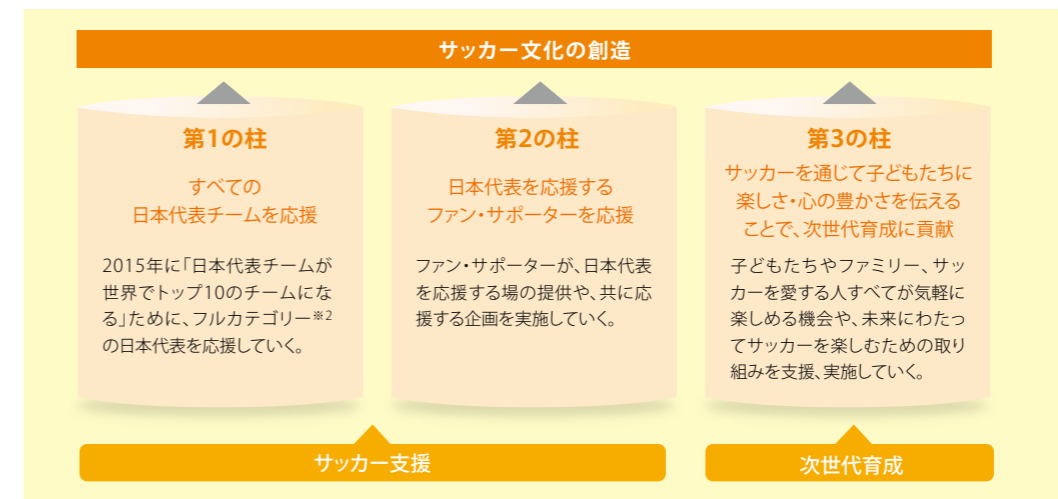 サッカー文化の創造
第1の柱
すべての
日本代表チームを応援
2015年に「日本代表チームが
世界でトップ10のチームにな
る」ために、フルカテゴリー※2
の日本代表を応援していく。
第2の柱
日本代表を応援する
ファン・サポーターを応援
ファン・サポーターが、日本代表
を応援する場の提供や、共に応
援する企画を実施していく。
第3の柱
サッカーを通じて子どもたちに
楽しさ・心の豊かさを伝える
ことで、次世代育成に貢献
子どもたちやファミリー、サッ
カーを愛する人すべてが気軽に
楽しめる機会や、未来にわたっ
てサッカーを楽しむための取り
組みを支援、実施していく。
サッカー支援
次世代育成